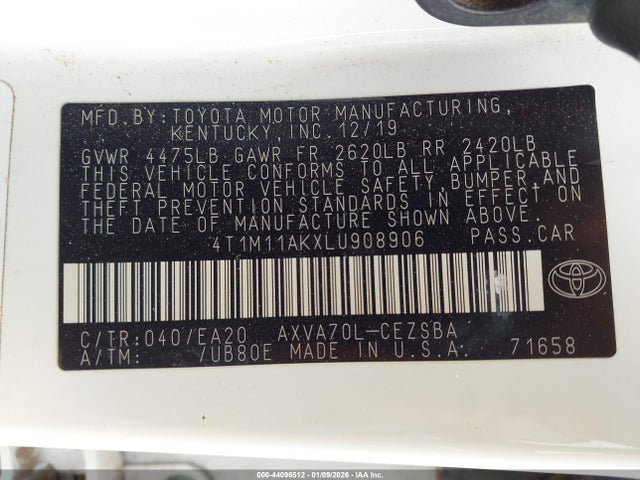 MFD.BY:TOYOTA MOTOR MANUFACTURING,
KENTUCKY, INC. 12/19
GVWR 4475LB GAWR FR 2620LB RR 2420LB
THIS VEHICLE CONFORMS TO ALL APPLICABLE
FEDERAL MOTOR VEHICLE SAFETY, BUMPER, AND
THEFT PREVENTION STANDARDS IN EFFECT ON
THE DATE OF MANUFACTURE SHOWN ABOVE.
4T1M11AKXLU908906 PASS.CAR
C/TR:040/EA20 AXVA70L-CEZSBA
A/TM: /UB80E MADE IN U.S.A. 71658
TOYOTA
000-44096512 - 01/09/2026 - IAA Inc.